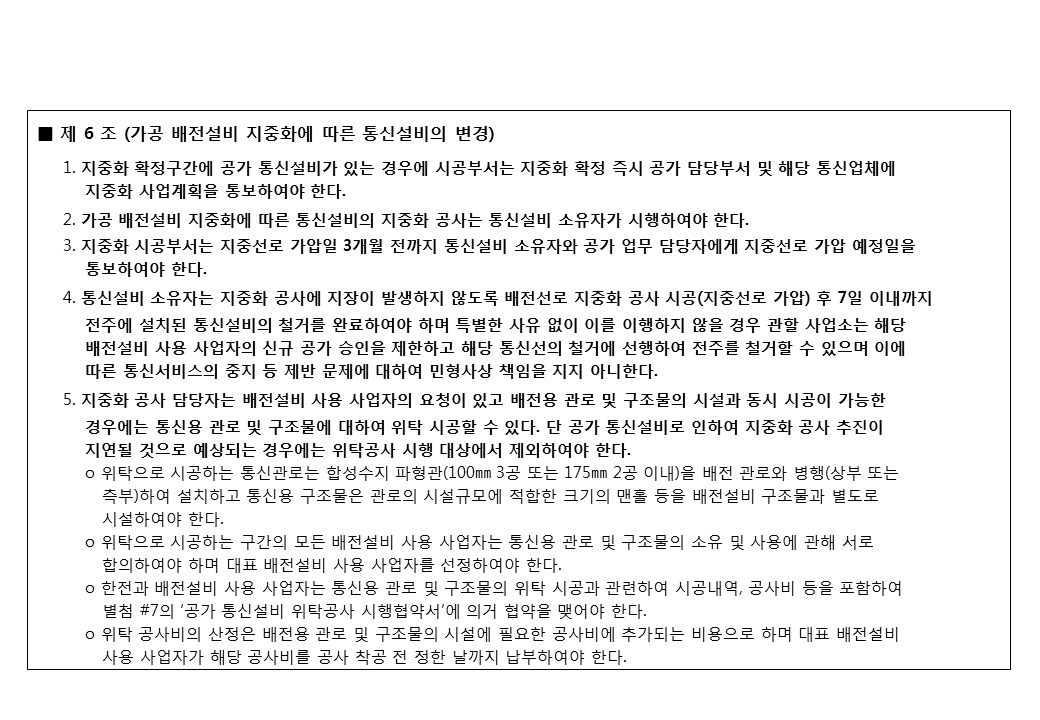 ■ 제 6 조 (가공 배전설비 지중화에 따른 통신설비의 변경)
1. 지중화 확정구간에 공가 통신설비가 있는 경우에 시공부서는 지중화 확정 즉시 공가 담당부서 및 해당 통신업체에
지중화 사업계획을 통보하여야 한다.
2. 가공 배전설비 지중화에 따른 통신설비의 지중화 공사는 통신설비 소유자가 시행하여야 한다.
3. 지중화 시공부서는 지중선로 가압일 3개월 전까지 통신설비 소유자와 공가 업무 담당자에게 지중선로 가압 예정일을
통보하여야 한다.
4. 통신설비 소유자는 지중화 공사에 지장이 발생하지 않도록 배전선로 지중화 공사 시공(지중선로 가압) 후 7일 이내까지
전주에 설치된 통신설비의 철거를 완료하여야 하며 특별한 사유 없이 이를 이행하지 않을 경우 관할 사업소는 해당
배전설비 사용 사업자의 신규 공가 승인을 제한하고 해당 통신선의 철거에 선행하여 전주를 철거할 수 있으며 이에
따른 통신서비스의 중지 등 제반 문제에 대하여 민형사상 책임을 지지 아니한다.
5. 지중화 공사 담당자는 배전설비 사용 사업자의 요청이 있고 배전용 관로 및 구조물의 시설과 동시 시공이 가능한
경우에는 통신용 관로 및 구조물에 대하여 위탁 시공할 수 있다. 단 공가 통신설비로 인하여 지중화 공사 추진이
지연될 것으로 예상되는 경우에는 위탁공사 시행 대상에서 제외하여야 한다.
o 위탁으로 시공하는 통신관로는 합성수지 파형관(100㎜ 3공 또는 175㎜ 2공 이내)을 배전 관로와 병행(상부 또는
측부)하여 설치하고 통신용 구조물은 관로의 시설규모에 적합한 크기의 맨홀 등을 배전설비 구조물과 별도로
시설하여야 한다.
o 위탁으로 시공하는 구간의 모든 배전설비 사용 사업자는 통신용 관로 및 구조물의 소유 및 사용에 관해 서로
합의하여야 하며 대표 배전설비 사용 사업자를 선정하여야 한다.
o 한전과 배전설비 사용 사업자는 통신용 관로 및 구조물의 위탁 시공과 관련하여 시공내역, 공사비 등을 포함하여
별첨 #7의 ‘공가 통신설비 위탁공사 시행협약서’에 의거 협약을 맺어야 한다.
o 위탁 공사비의 산정은 배전용 관로 및 구조물의 시설에 필요한 공사비에 추가되는 비용으로 하며 대표 배전설비
사용 사업자가 해당 공사비를 공사 착공 전 정한 날까지 납부하여야 한다.